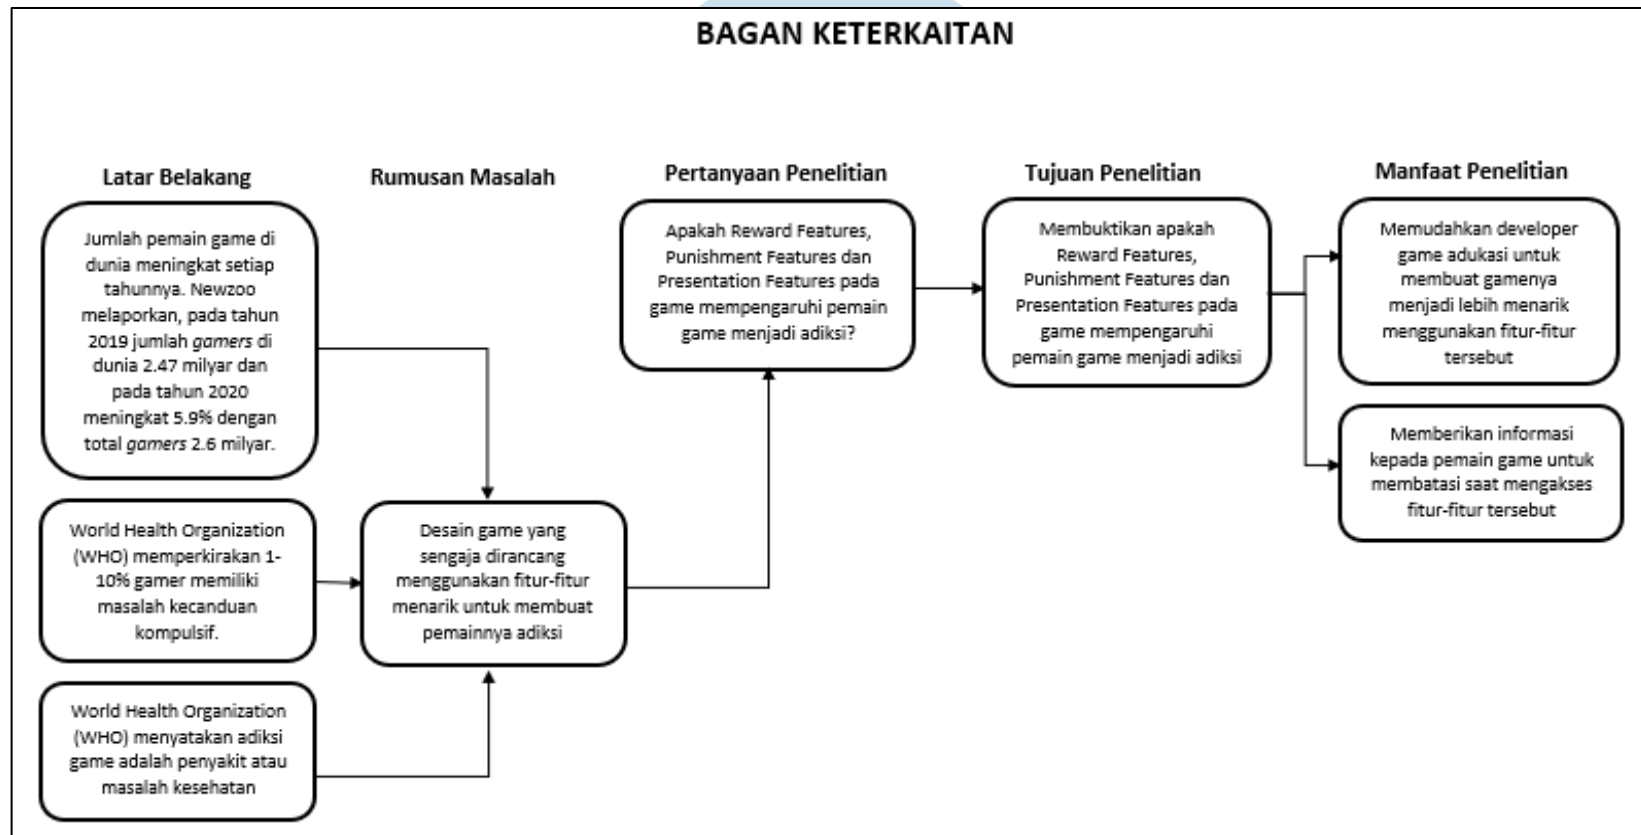 BAGAN KETERKAITAN
Latar Belakang
Jumlah pemain game di
dunia meningkat setiap
tahunnya. Newzoo
melaporkan, pada tahun
2019 jumlah gamers di
dunia 2.47 milyar dan
pada tahun 2020
meningkat 5.9% dengan
total gamers 2.6 milyar.
World Health Organization
(WHO) memperkirakan 1-
10% gamer memiliki
masalah kecanduan
kompulsif.
World Health Organization
(WHO) menyatakan adiksi
game adalah penyakit atau
masalah kesehatan
Rumusan Masalah
Desain game yang
sengaja dirancang
menggunakan fitur-fitur
menarik untuk membuat
pemainnya adiksi
Pertanyaan Penelitian
Apakah Reward Features,
Punishment Features dan
Presentation Features pada
game mempengaruhi pemain
game menjadi adiksi?
Tujuan Penelitian
Membuktikan apakah
Reward Features,
Punishment Features dan
Presentation Features pada
game mempengaruhi
pemain game menjadi adiksi
Manfaat Penelitian
Memudahkan developer
game adukasi untuk
membuat gamenya
menjadi lebih menarik
menggunakan fitur-fitur
tersebut
Memberikan informasi
kepada pemain game untuk
membatasi saat mengakses
fitur-fitur tersebut